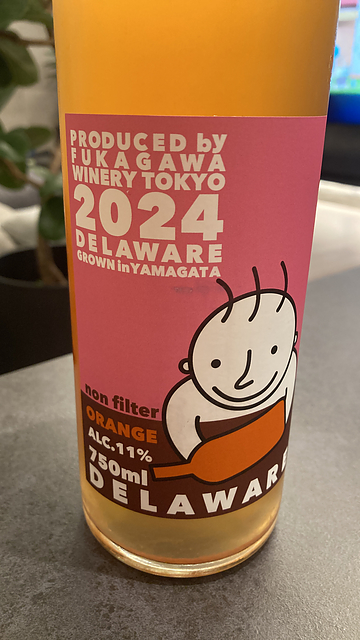 PRODUCED by
FUKAGAWA
WINERY TOKYO
2024
DELAWARE
GROWN in YAMAGATA
non filter
ORANGE
ALC.11%
750ml
DELAWARE